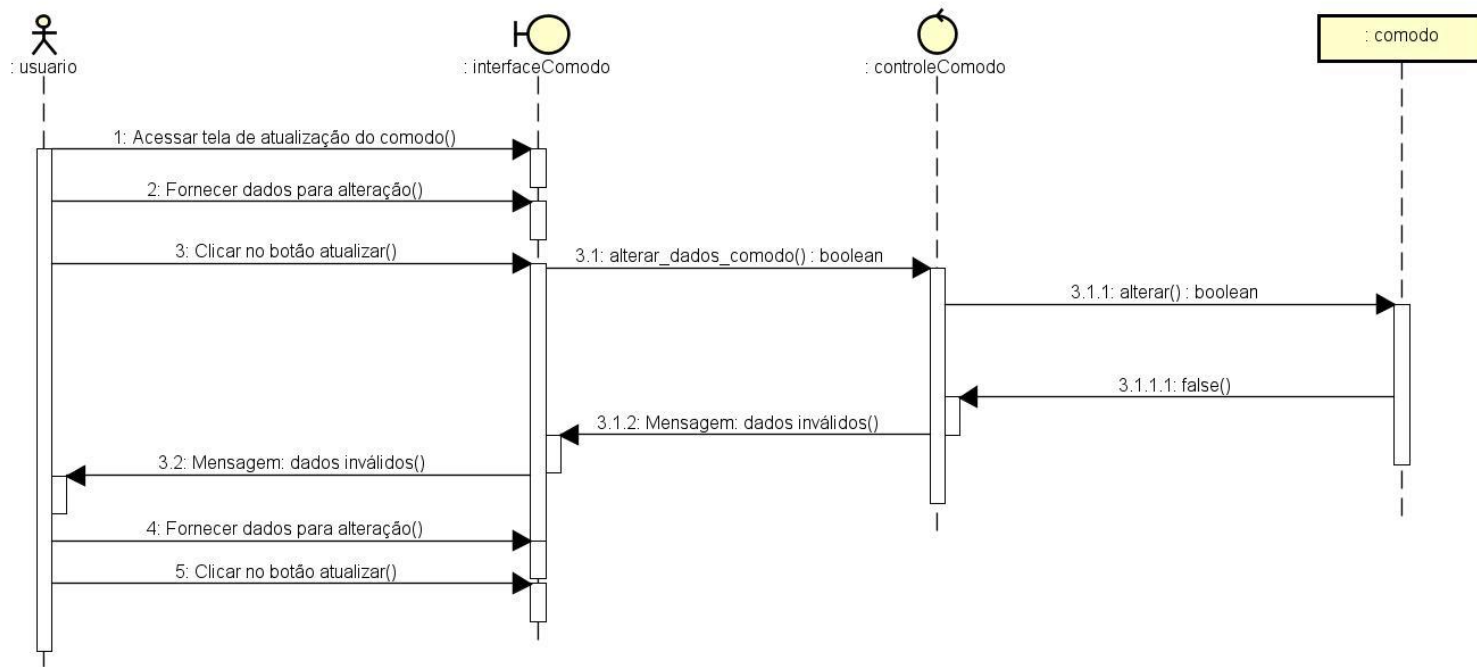 : usuario
: interfaceComodo
: controleComodo
: comodo
1: Acessar tela de atualização do comodo()
2: Fornecer dados para alteração()
3: Clicar no botão atualizar()
3.1: alterar_dados_comodo() : boolean
3.1.1: alterar() : boolean
3.1.1.1: false()
3.1.2: Mensagem: dados inválidos()
3.2: Mensagem: dados inválidos()
4: Fornecer dados para alteração()
5: Clicar no botão atualizar()